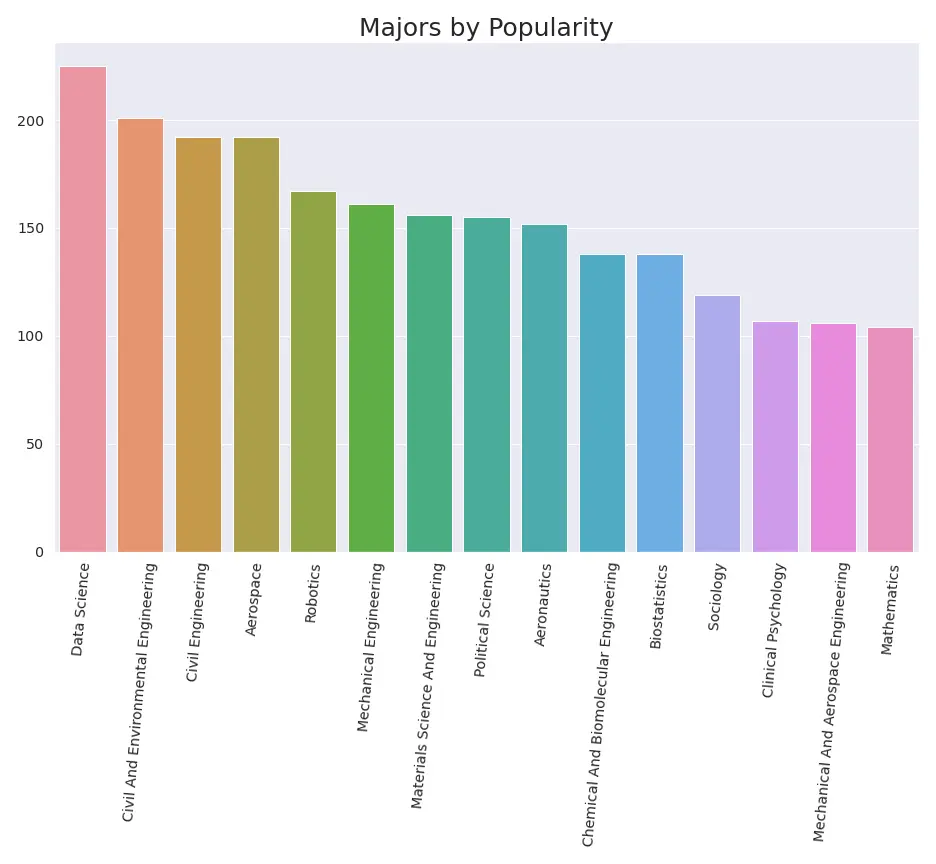 Majors by Popularity
200
150
100
50
0
Data Science
Civil And Environmental Engineering
Civil Engineering
Aerospace
Robotics
Mechanical Engineering
Materials Science And Engineering
Political Science
Aeronautics
Chemical And Biomolecular Engineering
Biostatistics
Sociology
Clinical Psychology
Mechanical And Aerospace Engineering
Mathematics